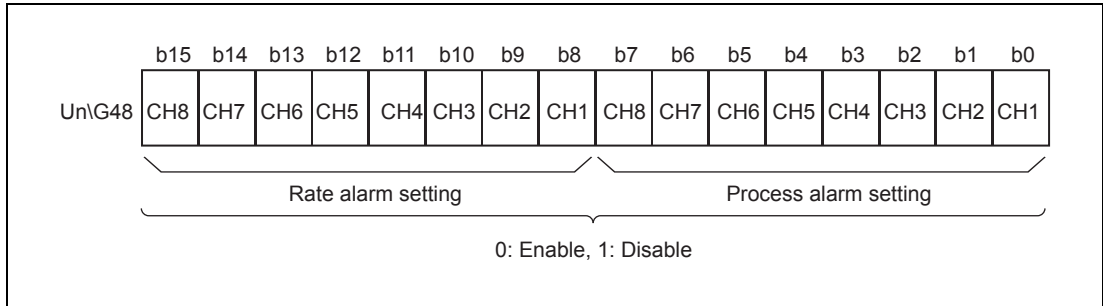 b15 b14 b13 b12 b11 b10 b9 b8 b7 b6 b5 b4 b3 b2 b1 b0
Un\G48 CH8 CH7 CH6 CH5 CH4 CH3 CH2 CH1 CH8 CH7 CH6 CH5 CH4 CH3 CH2 CH1
Rate alarm setting Process alarm setting
0: Enable, 1: Disable